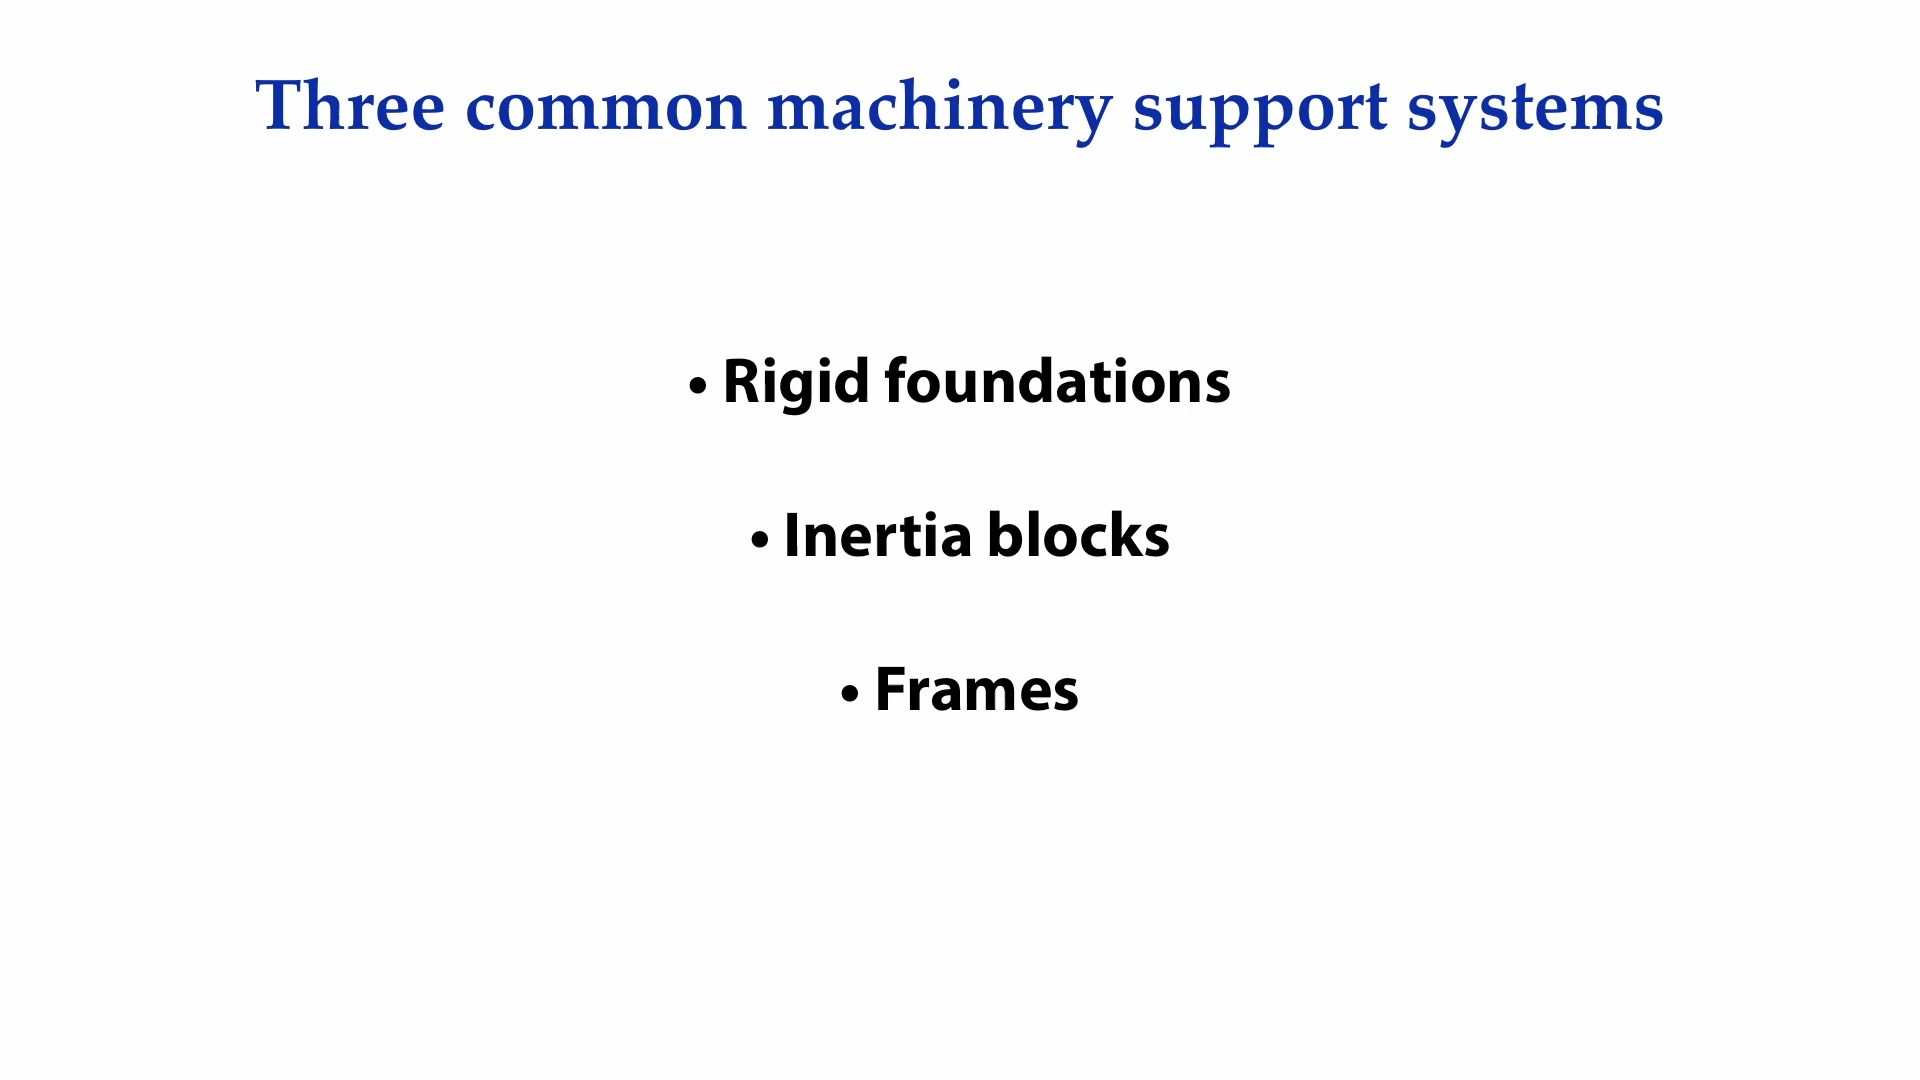 Three common machinery support systems
• Rigid foundations
• Inertia blocks
• Frames